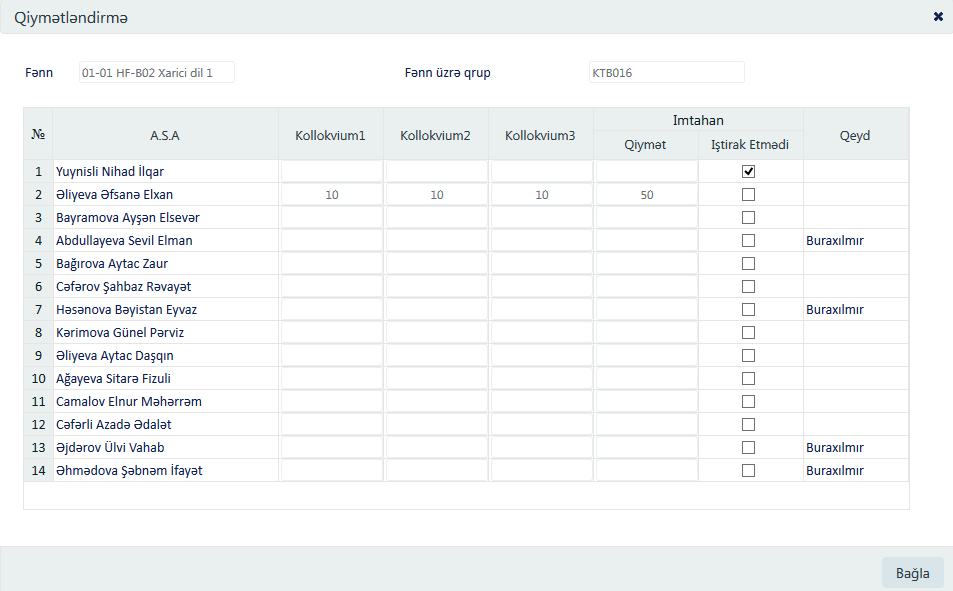 Qiymətləndirmə
Fənn 01-01 HF-B02 Xarici dil 1 Fənn üzrə qrup KTB016
№ A.S.A Kollokvium1 Kollokvium2 Kollokvium3 Imtahan Qeyd
Qiymət Iştirak Etmədi
1 Yuynisli Nihad İlqar
2 Əliyeva Əfsanə Elxan 10 10 10 50
3 Bayramova Ayşən Elsevər
4 Abdullayeva Sevil Elman Buraxılmır
5 Bağırova Aytac Zaur
6 Cəfərov Şahbaz Rəvayət
7 Həsənova Bəyistan Eyvaz Buraxılmır
8 Kərimova Günel Pərviz
9 Əliyeva Aytac Daşqın
10 Ağayeva Sitarə Fizuli
11 Camalov Elnur Məhərrəm
12 Cəfərli Azadə Ədalət
13 Əjdərov Ülvi Vahab Buraxılmır
14 Əhmədova Şəbnəm İfayət Buraxılmır
Bağla